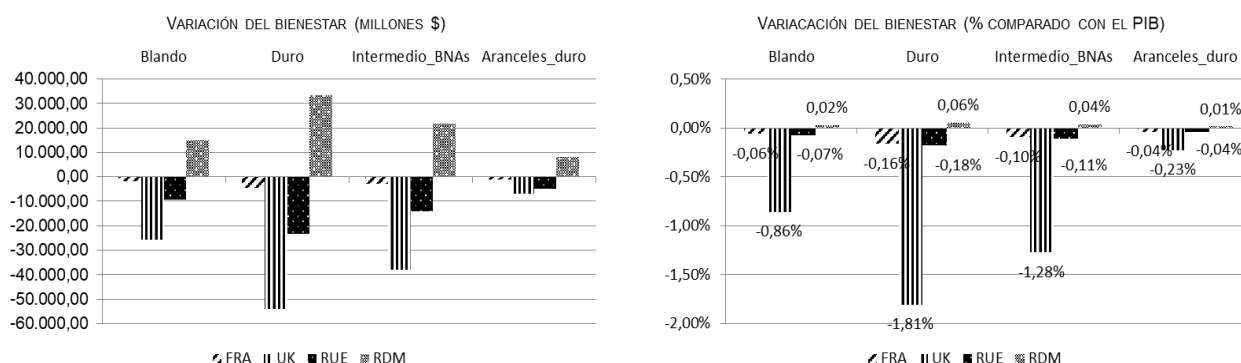 VARIACIÓN DEL BIENESTAR (MILLONES $)
Blando Duro Intermedio_BNAs Aranceles_duro
40.000,00
30.000,00
20.000,00
10.000,00
0,00
-10.000,00
-20.000,00
-30.000,00
-40.000,00
-50.000,00
-60.000,00
FRA UK RUE RDM
VARIACACIÓN DEL BIENESTAR (% COMPARADO CON EL PIB)
Blando Duro Intermedio_BNAs Aranceles_duro
0,50%
0,00%
-0,50%
-1,00%
-1,50%
-2,00%
0,02% 0,06% 0,04% 0,01%
-0,06% -0,07% -0,16% -0,18% -0,10% -0,11% -0,04% -0,04%
-0,23%
-0,86%
-1,28%
-1,81%
FRA UK RUE RDM